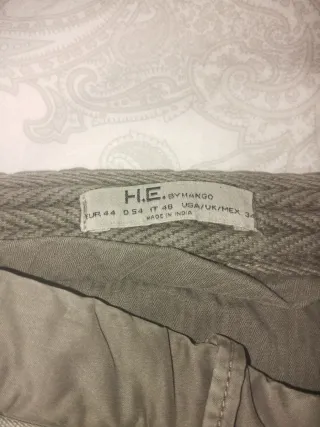 H.E. BY MANGO
EUR 44 D 54 IT 48 USA/UK/MEX 34
MADE IN INDIA